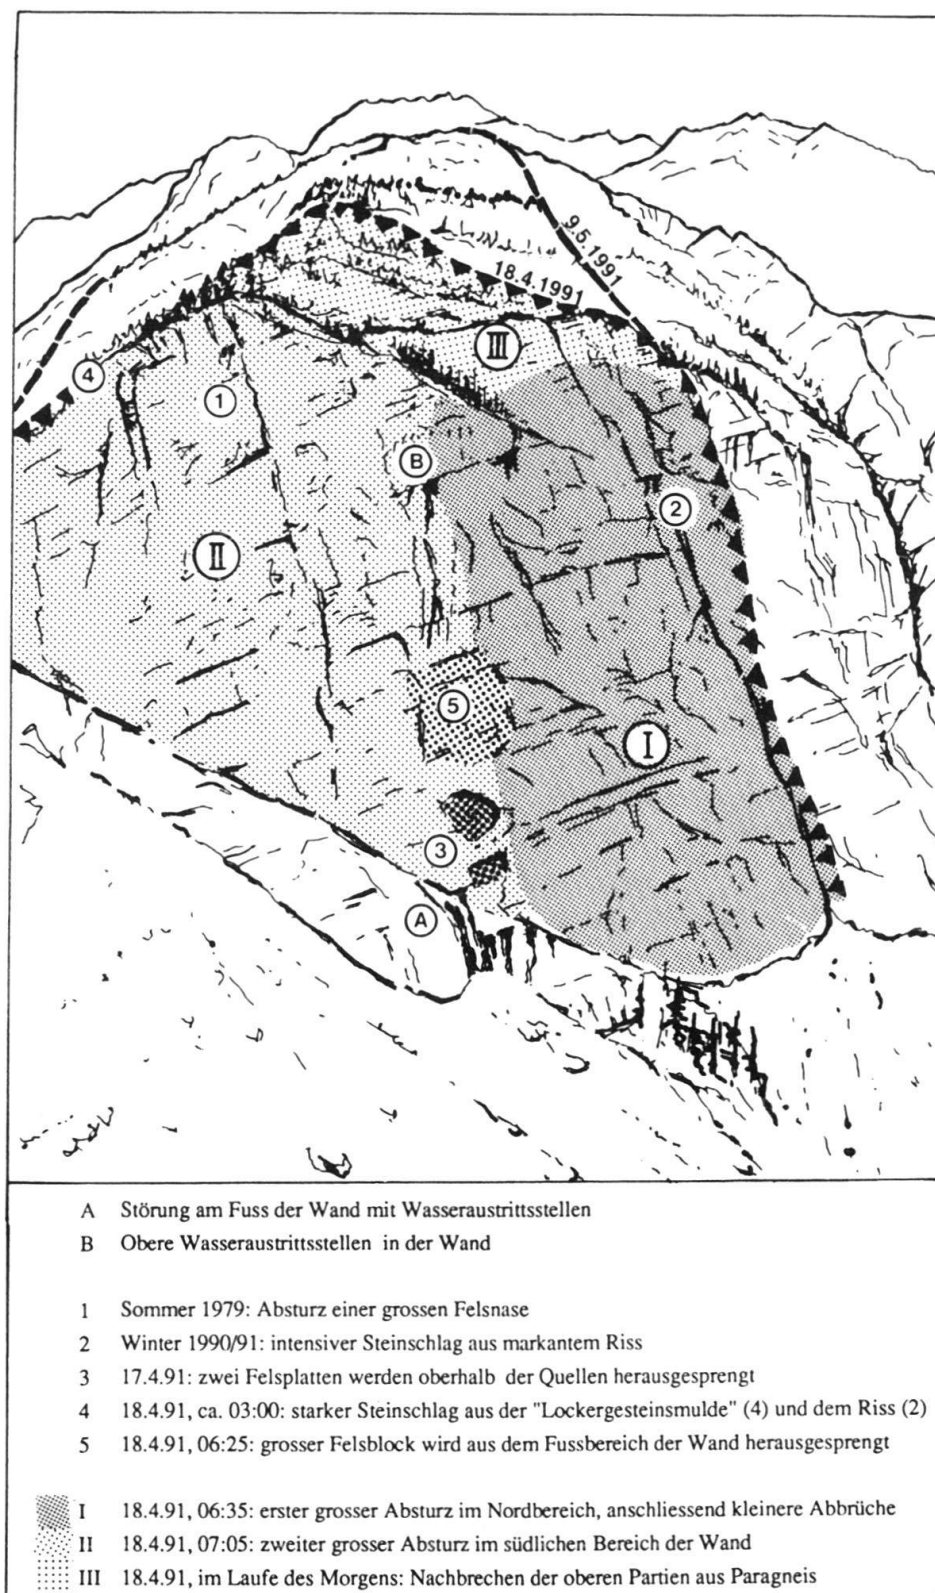 9.5.1991
18.4.1991
III
4
1
B
2
II
5
I
3
A
A Störung am Fuss der Wand mit Wasseraustrittsstellen
B Obere Wasseraustrittsstellen in der Wand
1 Sommer 1979: Absturz einer grossen Felsnase
2 Winter 1990/91: intensiver Steinschlag aus markantem Riss
3 17.4.91: zwei Felsplatten werden oberhalb der Quellen herausgesprengt
4 18.4.91, ca. 03:00: starker Steinschlag aus der "Lockergesteinsmulde" (4) und dem Riss (2)
5 18.4.91, 06:25: grosser Felsblock wird aus dem Fussbereich der Wand herausgesprengt
I 18.4.91, 06:35: erster grosser Absturz im Nordbereich, anschliessend kleinere Abbrüche
II 18.4.91, 07:05: zweiter grosser Absturz im südlichen Bereich der Wand
III 18.4.91, im Laufe des Morgens: Nachbrechen der oberen Partien aus Paragneis